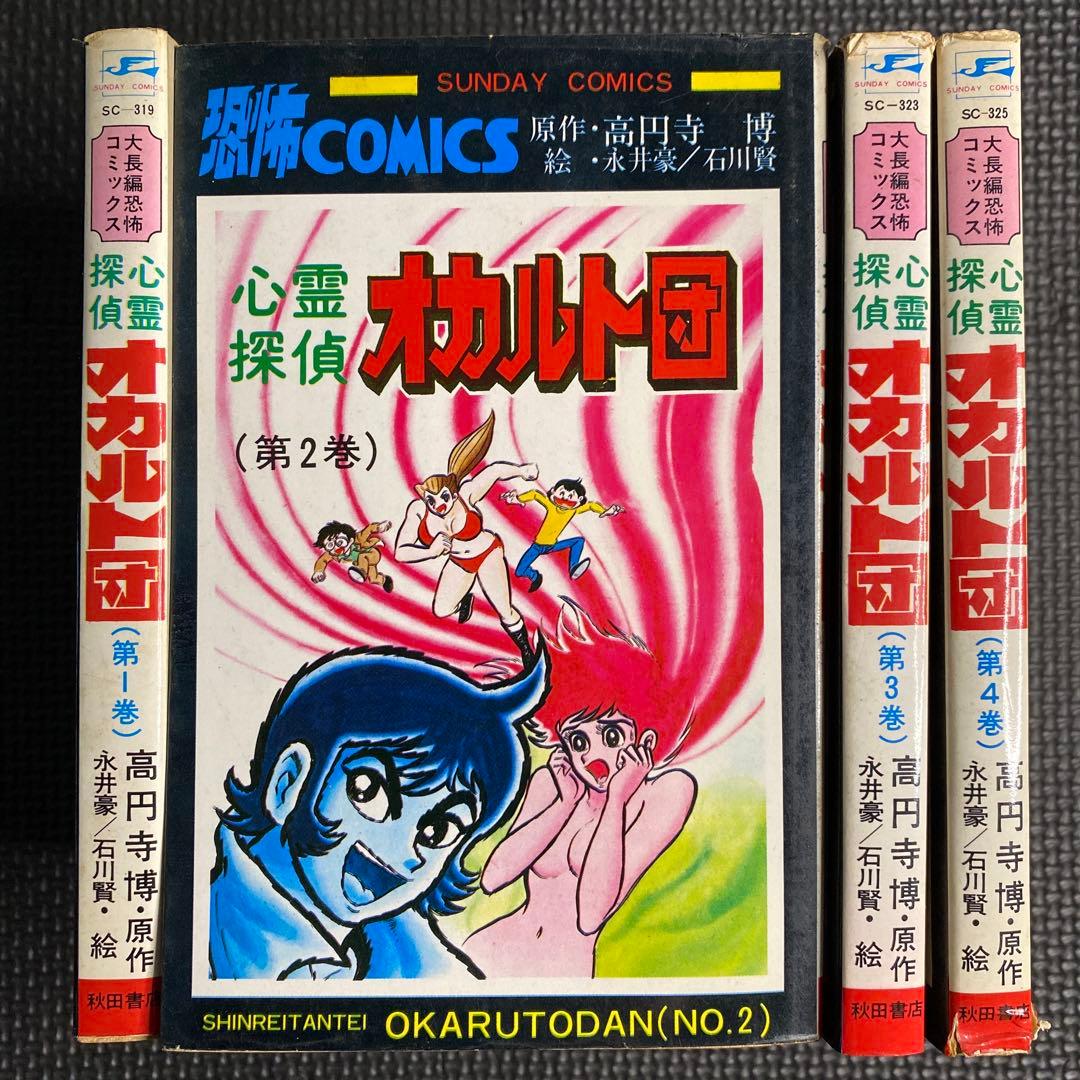 SUNDAY COMICS
SC-319
大長編恐怖
コミックス
心霊
探偵
オカルト団
(第1巻)
高円寺博・原作
永井豪/石川賢・絵
秋田書店
SUNDAY COMICS
恐怖COMICS
原作・高円寺 博
絵・永井豪/石川賢
心霊
探偵
オカルト団
(第2巻)
SHINREITANTEI OKARUTODAN(NO.2)
SUNDAY COMICS
SC-323
大長編恐怖
コミックス
心霊
探偵
オカルト団
(第3巻)
高円寺博・原作
永井豪/石川賢・絵
秋田書店
SUNDAY COMICS
SC-325
大長編恐怖
コミックス
心霊
探偵
オカルト団
(第4巻)
高円寺博・原作
永井豪/石川賢・絵
秋田書店